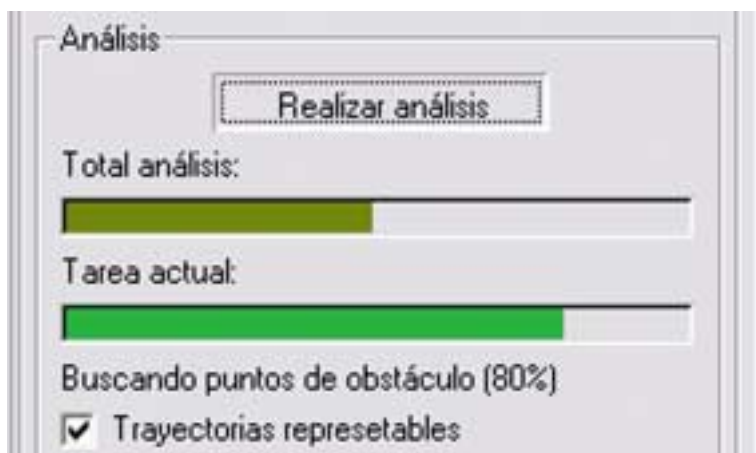 Análisis
Realizar análisis
Total análisis:
Tarea actual:
Buscando puntos de obstáculo (80%)
Trayectorias represetables